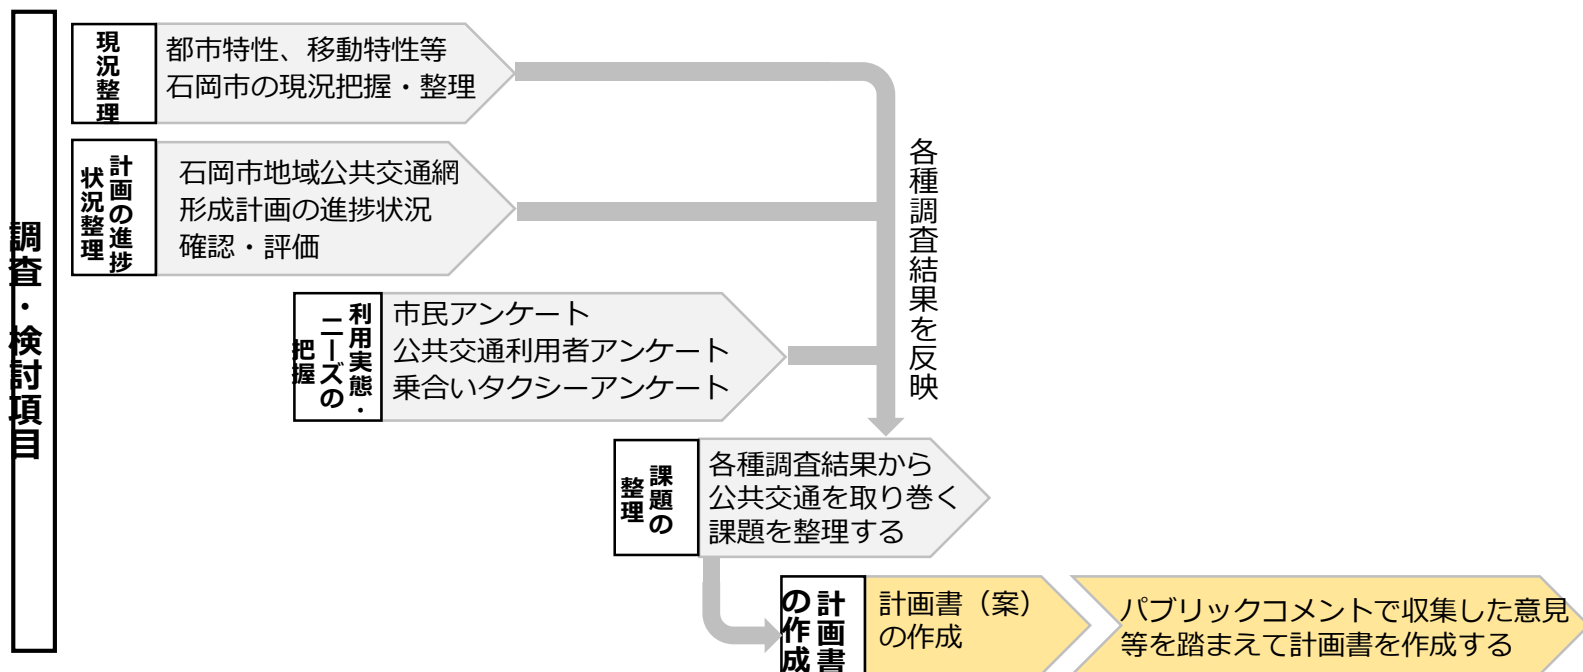 調査・検討項目
現況整理
都市特性、移動特性等
石岡市の現況把握・整理
計画の進捗
状況整理
石岡市地域公共交通網
形成計画の進捗状況
確認・評価
利用実態・
ニーズの
把握
市民アンケート
公共交通利用者アンケート
乗合いタクシーアンケート
各種調査結果を反映
課題の
整理
各種調査結果から
公共交通を取り巻く
課題を整理する
計画書
の作成
計画書（案）
の作成
パブリックコメントで収集した意見
等を踏まえて計画書を作成する